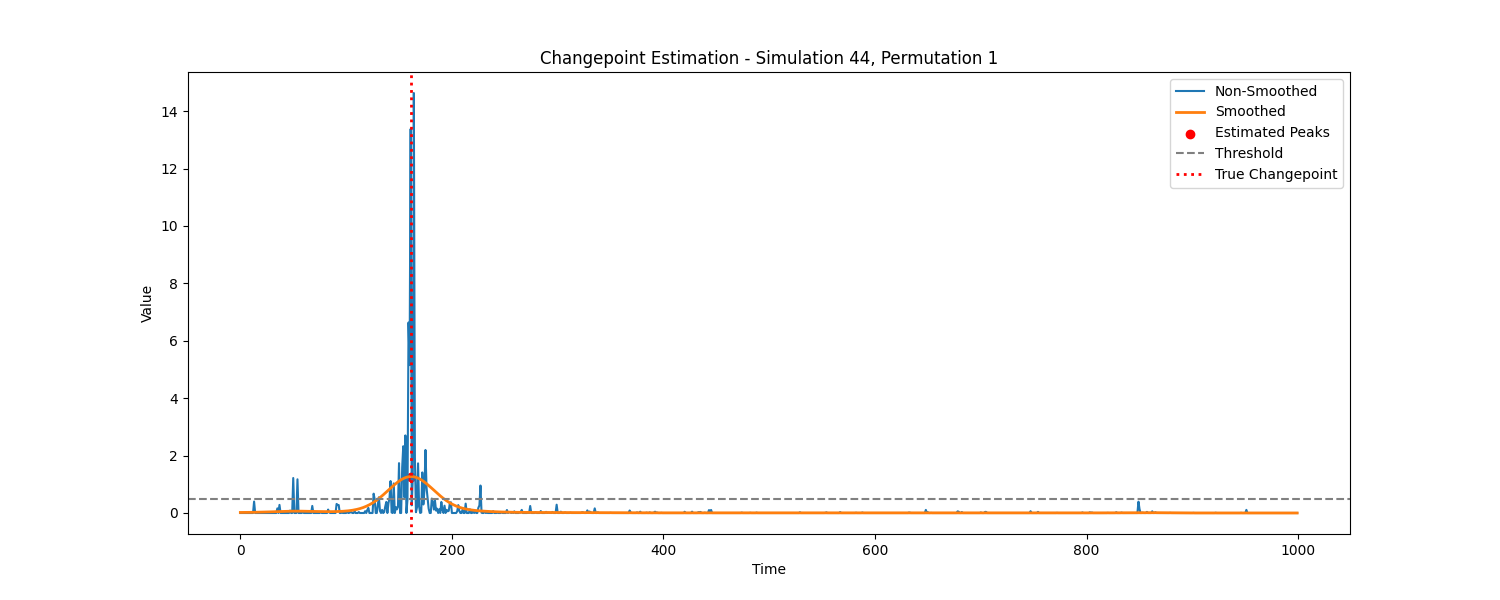 Changepoint Estimation - Simulation 44, Permutation 1
Non-Smoothed
Smoothed
Estimated Peaks
Threshold
True Changepoint
Value
14
12
10
8
6
4
2
0
0 200 400 600 800 1000
Time